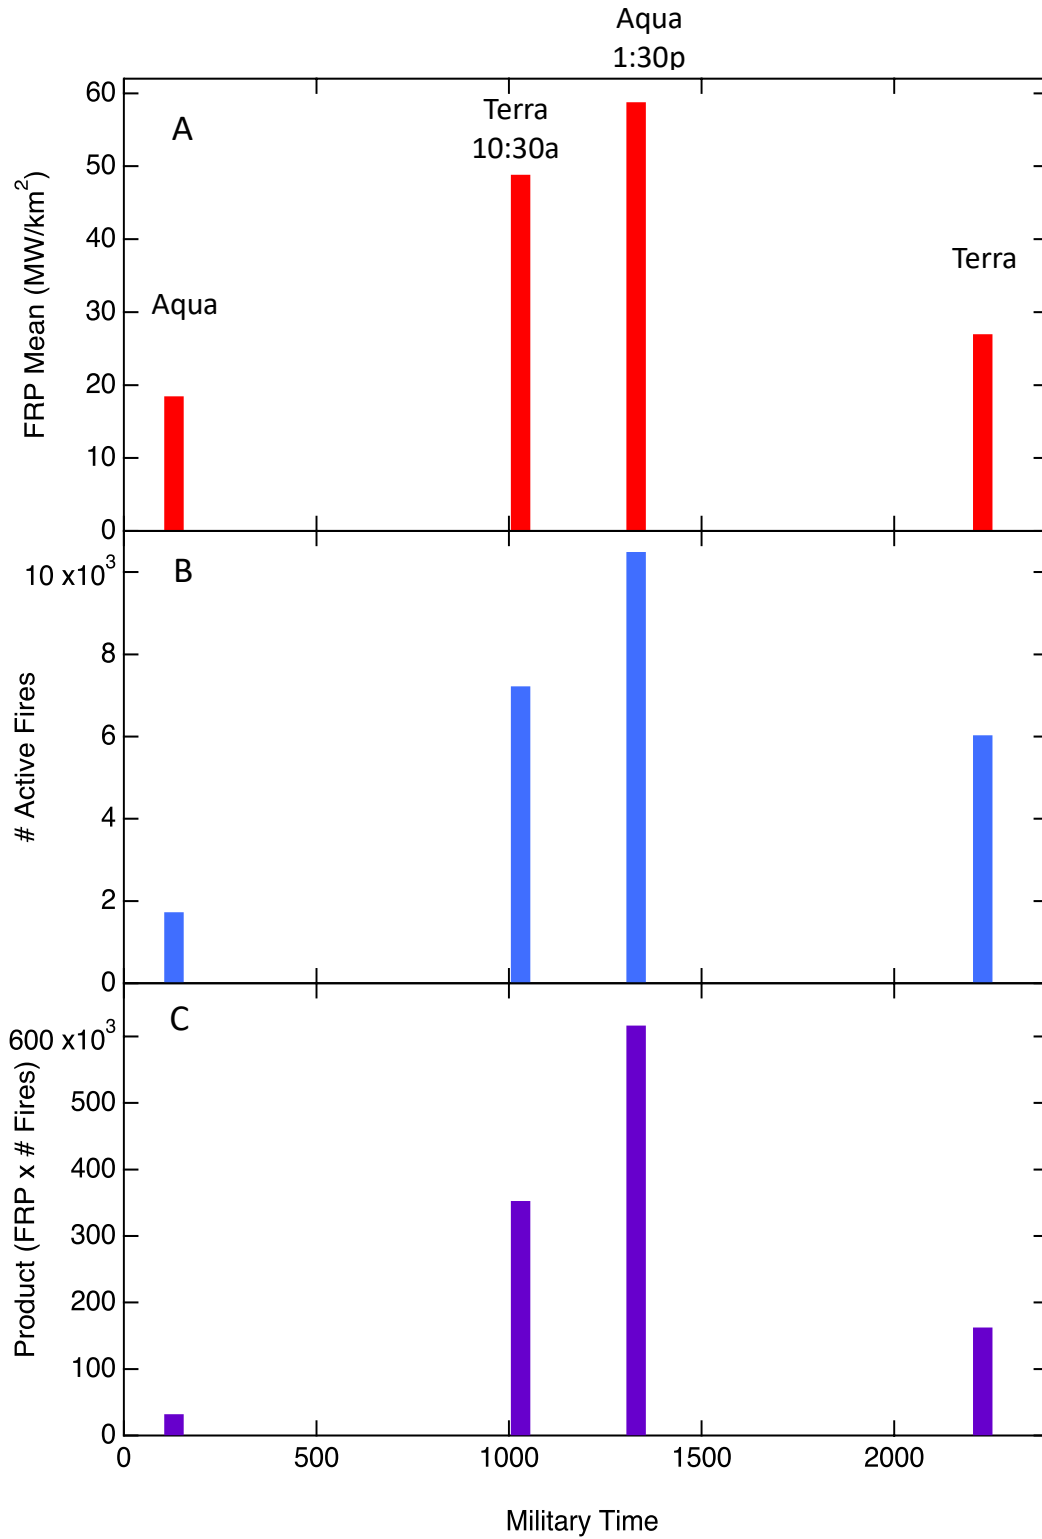 Aqua
1:30p
60
50
40
30
20
10
0
FRP Mean (MW/km²)
A
Aqua
Terra
10:30a
Terra
10 x10³
8
6
4
2
0
# Active Fires
B
600 x10³
500
400
300
200
100
0
Product (FRP x # Fires)
C
0 500 1000 1500 2000
Military Time